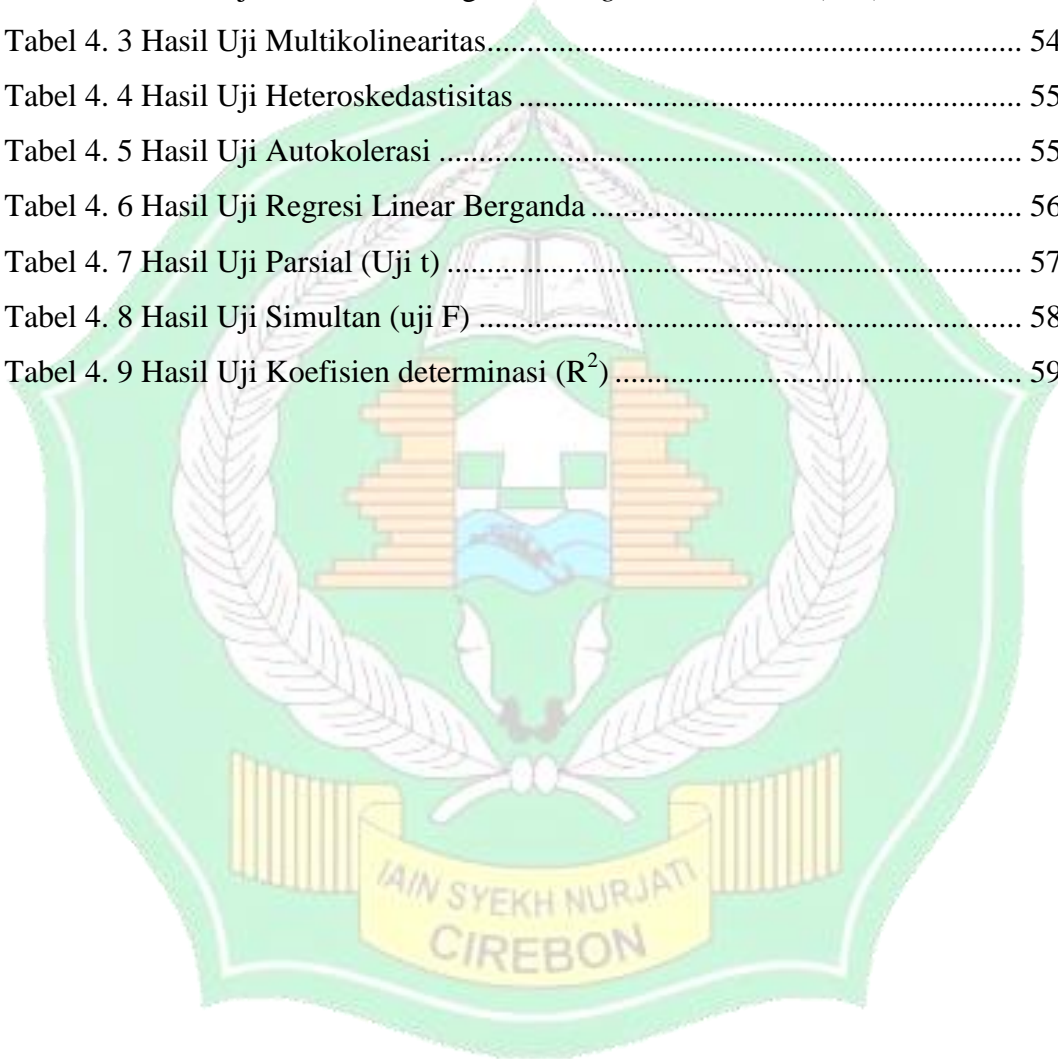 Tabel 4. 3 Hasil Uji Multikolinearitas.................................................................. 54
Tabel 4. 4 Hasil Uji Heteroskedastisitas .............................................................. 55
Tabel 4. 5 Hasil Uji Autokolerasi ........................................................................ 55
Tabel 4. 6 Hasil Uji Regresi Linear Berganda ..................................................... 56
Tabel 4. 7 Hasil Uji Parsial (Uji t) ....................................................................... 57
Tabel 4. 8 Hasil Uji Simultan (uji F) ................................................................... 58
Tabel 4. 9 Hasil Uji Koefisien determinasi (R²) .................................................. 59
IAIN SYEKH NURJATI
CIREBON